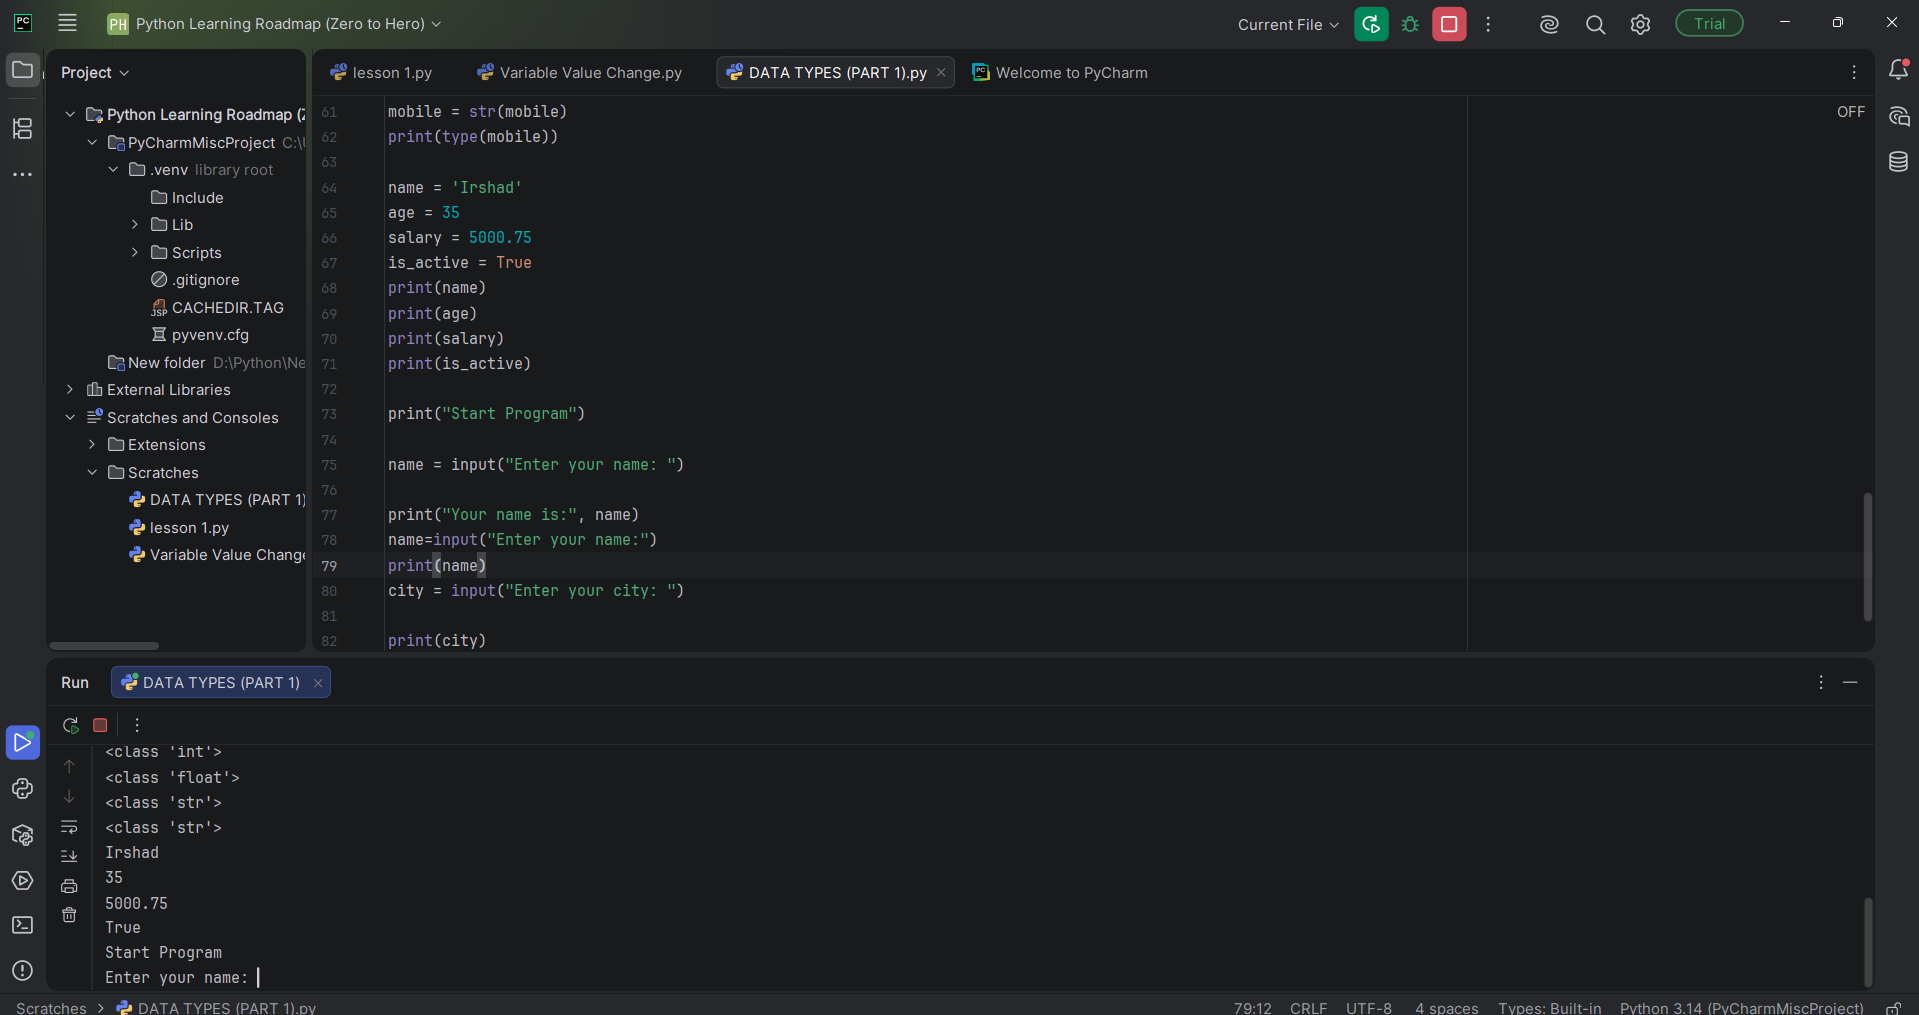 PC
PH Python Learning Roadmap (Zero to Hero)
Current File
Trial
Project
lesson 1.py
Variable Value Change.py
DATA TYPES (PART 1).py
Welcome to PyCharm
Python Learning Roadmap (Z
PyCharmMiscProject C:\U
.venv library root
Include
Lib
Scripts
.gitignore
JSP CACHEDIR.TAG
pyvenv.cfg
New folder D:\Python\Ne
External Libraries
Scratches and Consoles
Extensions
Scratches
DATA TYPES (PART 1)
lesson 1.py
Variable Value Change
OFF
61 mobile = str(mobile)
62 print(type(mobile))
63
64 name = 'Irshad'
65 age = 35
66 salary = 5000.75
67 is_active = True
68 print(name)
69 print(age)
70 print(salary)
71 print(is_active)
72
73 print("Start Program")
74
75 name = input("Enter your name: ")
76
77 print("Your name is:", name)
78 name=input("Enter your name:")
79 print(name)
80 city = input("Enter your city: ")
81
82 print(city)
Run
DATA TYPES (PART 1)
<class 'int'>
<class 'float'>
<class 'str'>
<class 'str'>
Irshad
35
5000.75
True
Start Program
Enter your name:
Scratches > DATA TYPES (PART 1).py
79:12 CRLF UTF-8 4 spaces Types: Built-in Python 3.14 (PyCharmMiscProject)